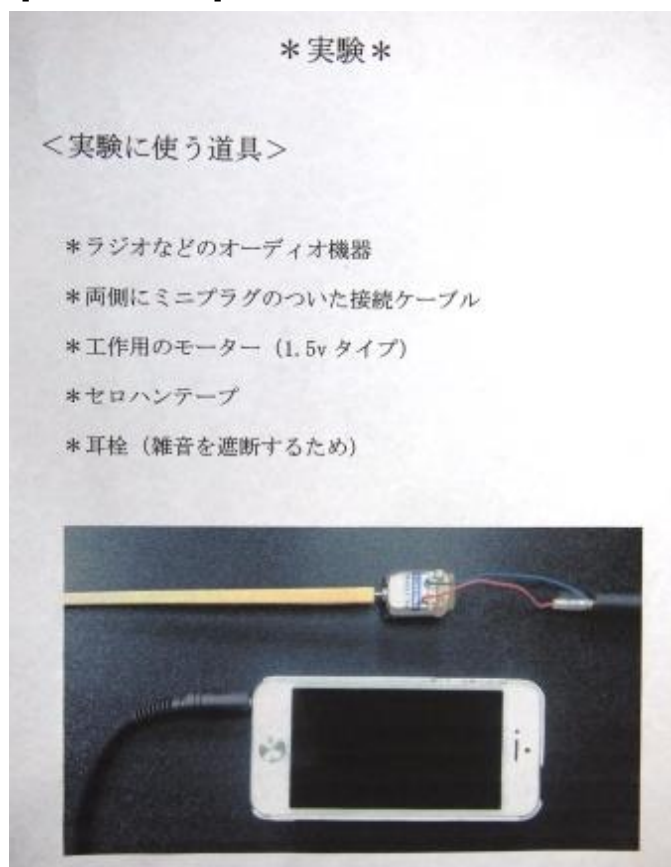 ＊実験＊
＜実験に使う道具＞
＊ラジオなどのオーディオ機器
＊両側にミニプラグのついた接続ケーブル
＊工作用のモーター（1.5v タイプ）
＊セロハンテープ
＊耳栓（雑音を遮断するため）